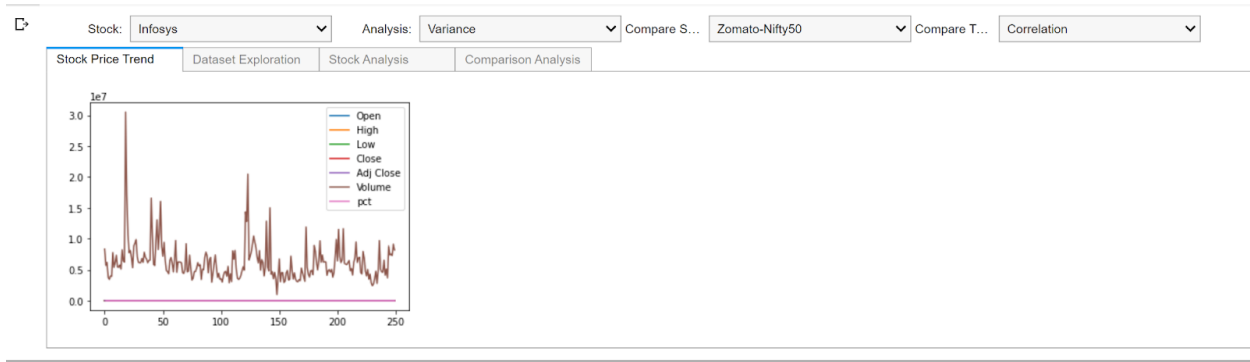 Stock: Infosys Analysis: Variance Compare S... Zomato-Nifty50 Compare T... Correlation
Stock Price Trend Dataset Exploration Stock Analysis Comparison Analysis
1e7
3.0
2.5
2.0
1.5
1.0
0.5
0.0
0 50 100 150 200 250
Open
High
Low
Close
Adj Close
Volume
pct